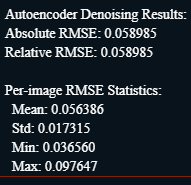 Autoencoder Denoising Results:
Absolute RMSE: 0.058985
Relative RMSE: 0.058985
Per-image RMSE Statistics:
Mean: 0.056386
Std: 0.017315
Min: 0.036560
Max: 0.097647